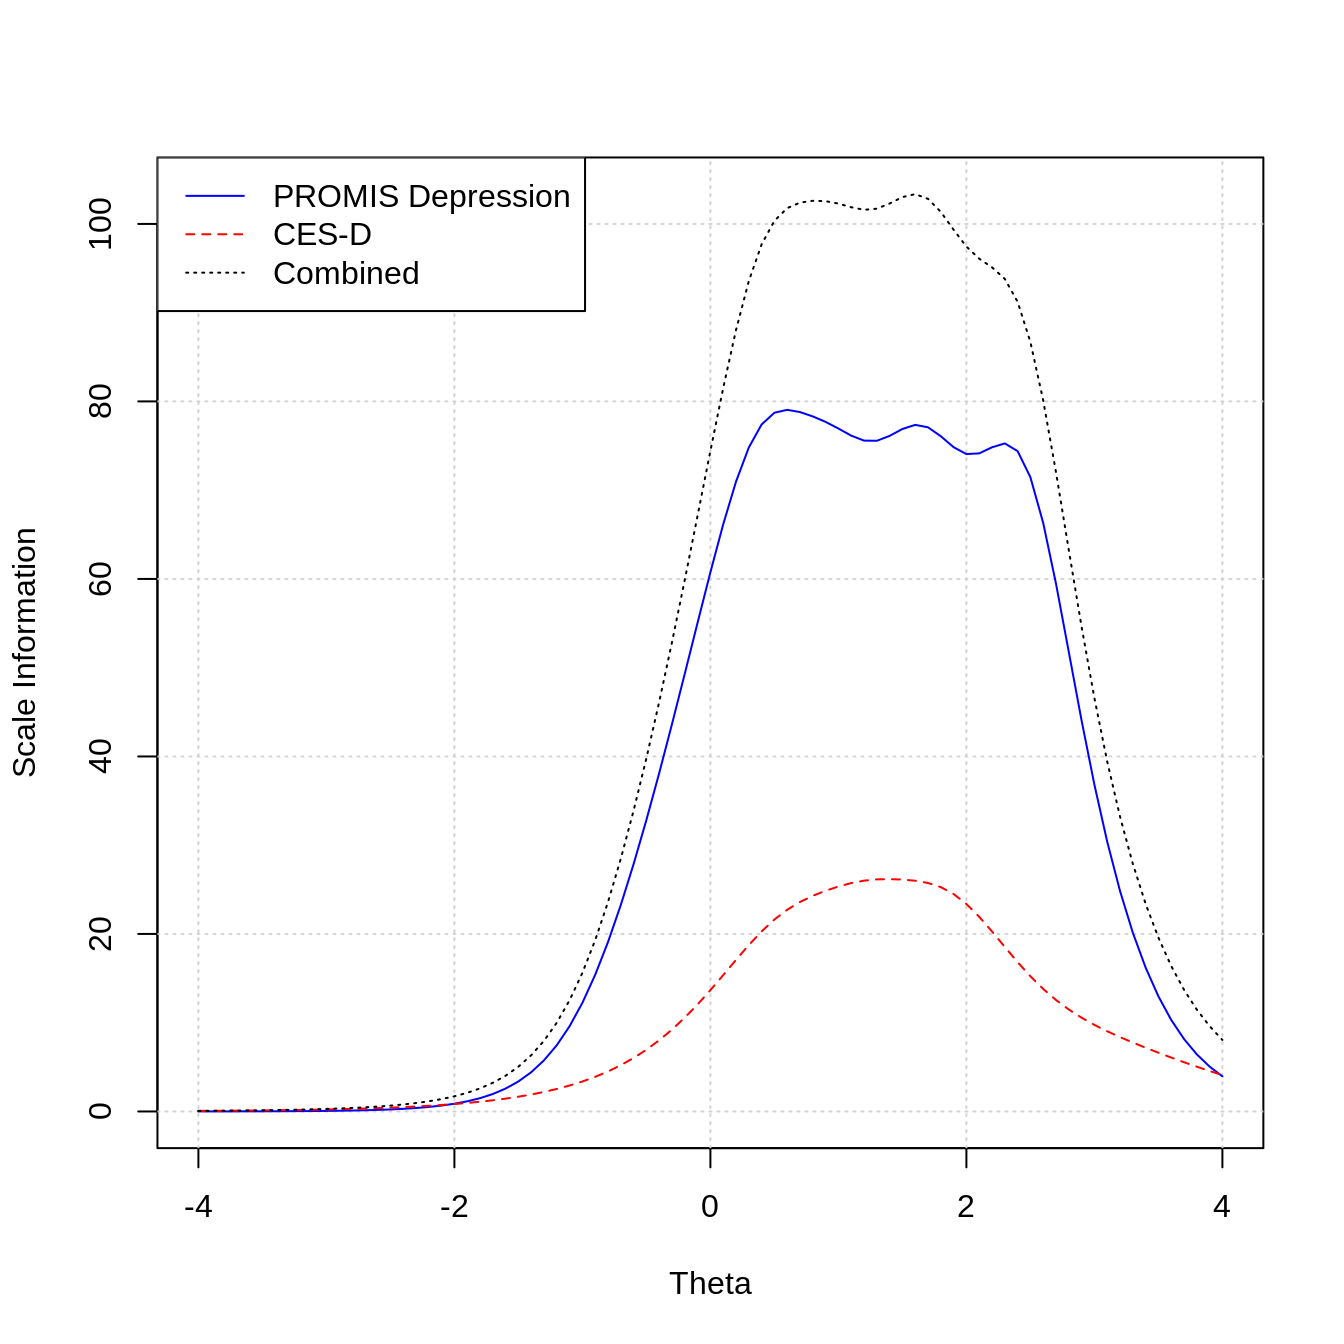 PROMIS Depression
CES-D
Combined
Scale Information
100
80
60
40
20
0
-4 -2 0 2 4
Theta